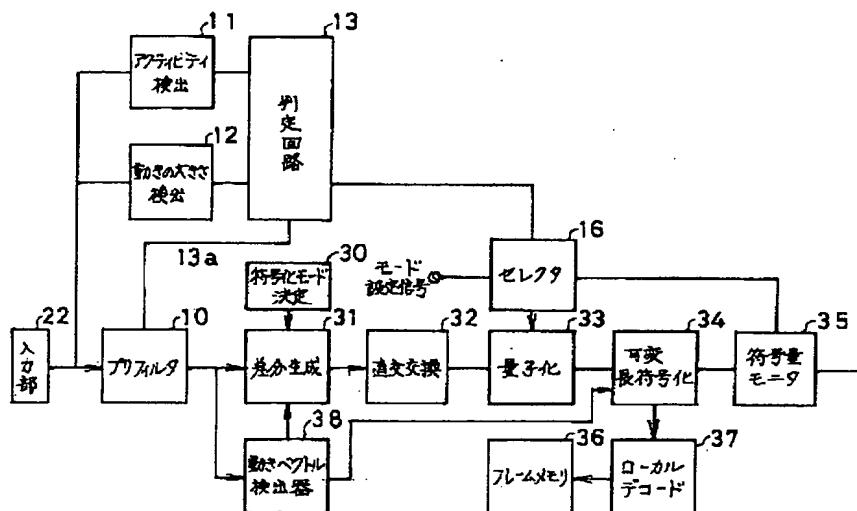 11
アクティビティ
検出
12
動きの大きさ
検出
13
判定回路
13a
30
符号化モード
決定
モード
設定信号
16
セレクタ
22
入力部
10
プリフィルタ
31
差分生成
32
直交変換
33
量子化
34
可変
長符号化
35
符号量
モニタ
38
動きベクトル
検出器
36
フレームメモリ
37
ローカル
デコード